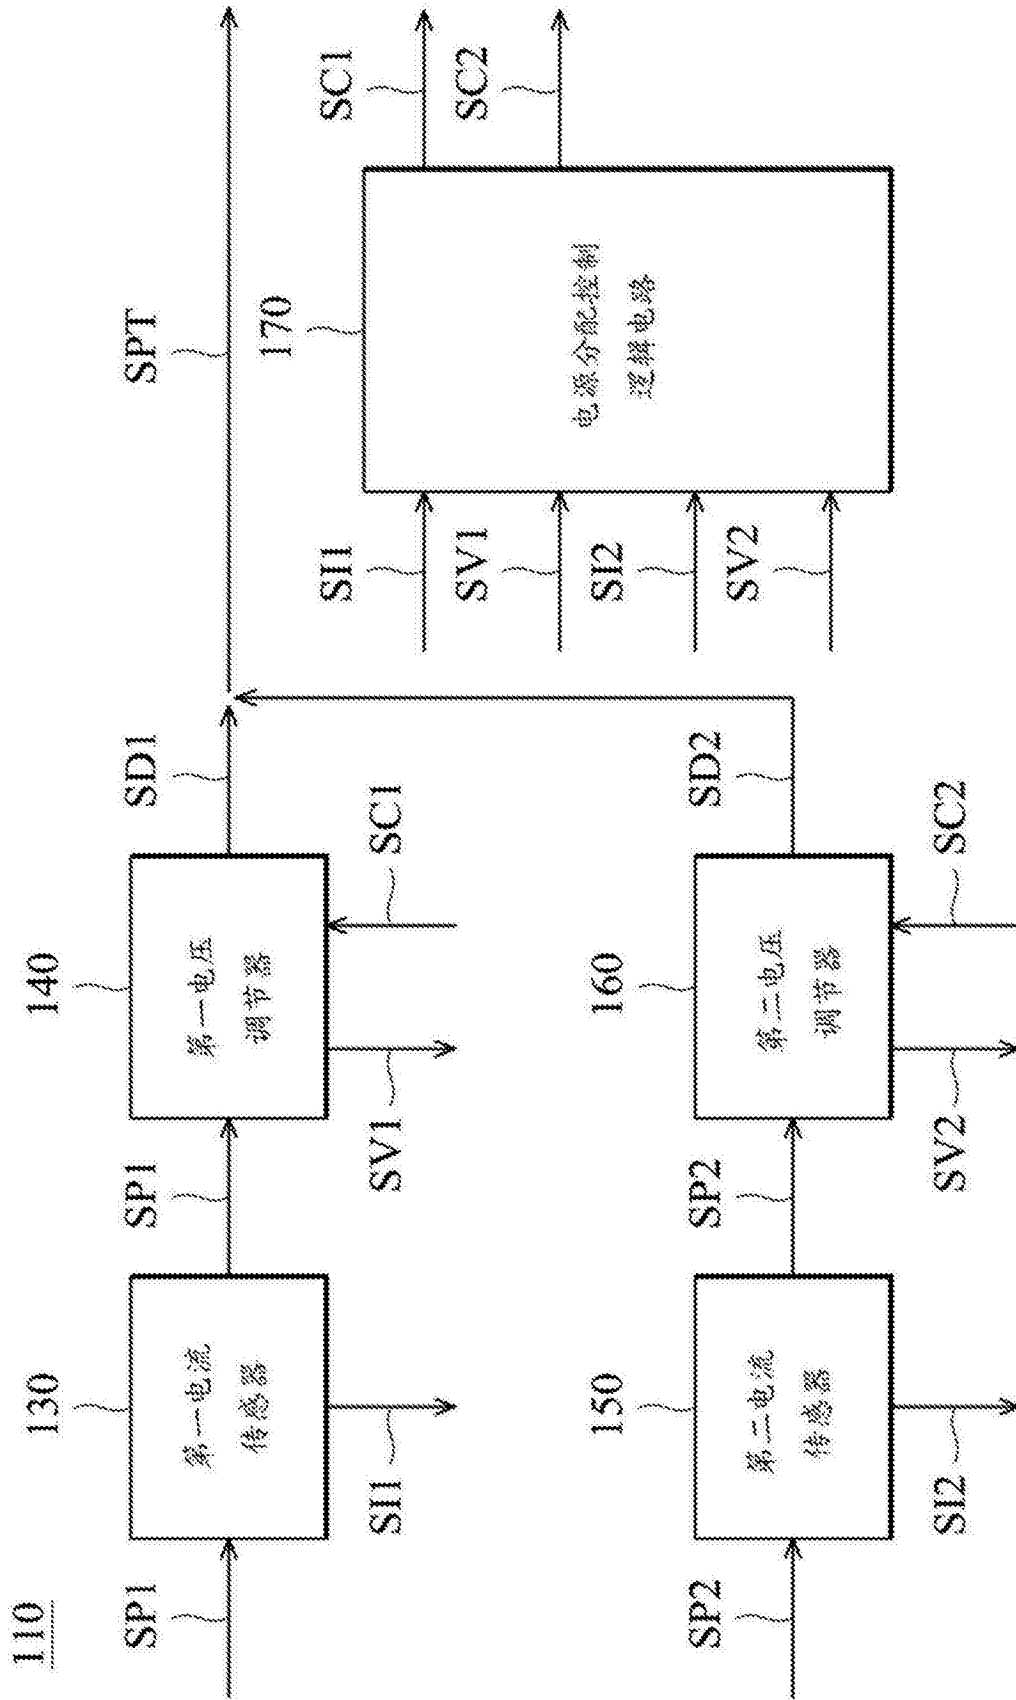 110
130
140
SP1
SP1
SD1
SPT
第一电流
传感器
第一电压
调节器
170
SI1
SV1
SC1
SI1
SC1
SV1
SC2
SI2
SV2
电源分配控制
逻辑电路
150
160
SP2
SP2
SD2
第二电流
传感器
第二电压
调节器
SI2
SV2
SC2